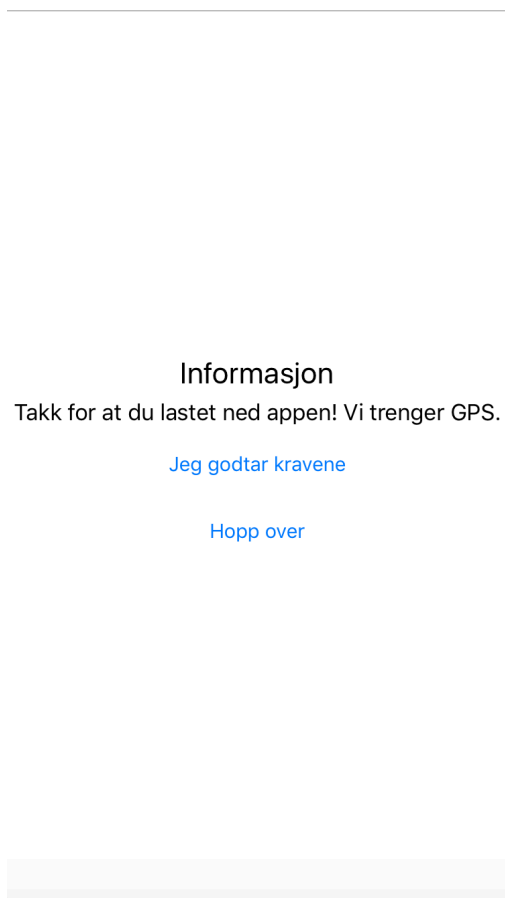 Informasjon
Takk for at du lastet ned appen! Vi trenger GPS.
Jeg godtar kravene
Hopp over